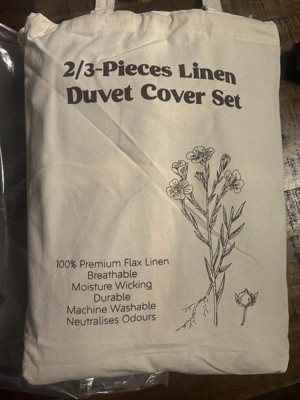 2/3-Pieces Linen
Duvet Cover Set
100% Premium Flax Linen
Breathable
Moisture Wicking
Durable
Machine Washable
Neutralises Odours